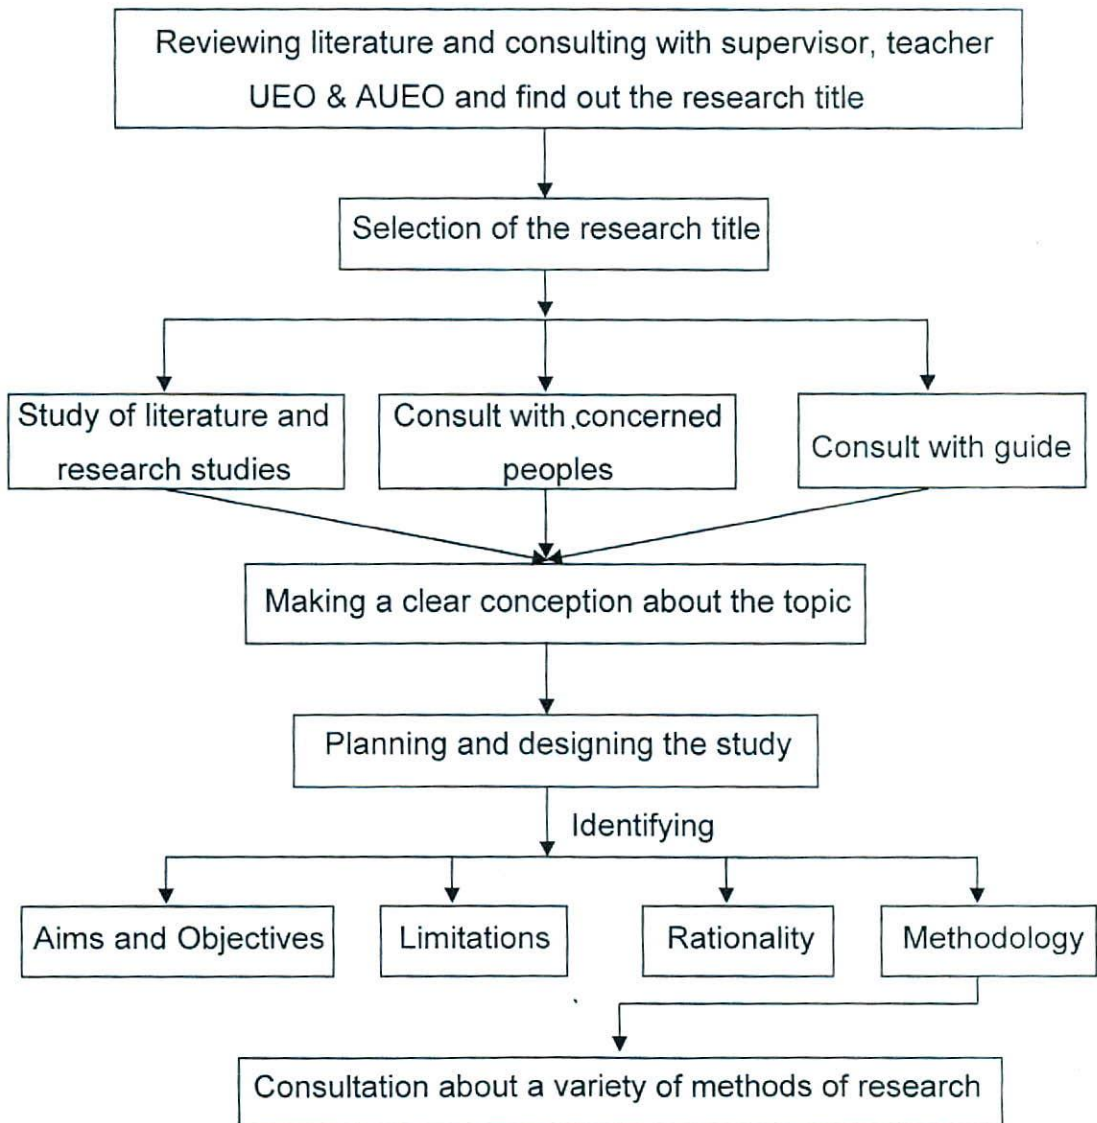 Reviewing literature and consulting with supervisor, teacher
UEO & AUEO and find out the research title
Selection of the research title
Study of literature and
research studies
Consult with concerned
peoples
Consult with guide
Making a clear conception about the topic
Planning and designing the study
Identifying
Aims and Objectives
Limitations
Rationality
Methodology
Consultation about a variety of methods of research